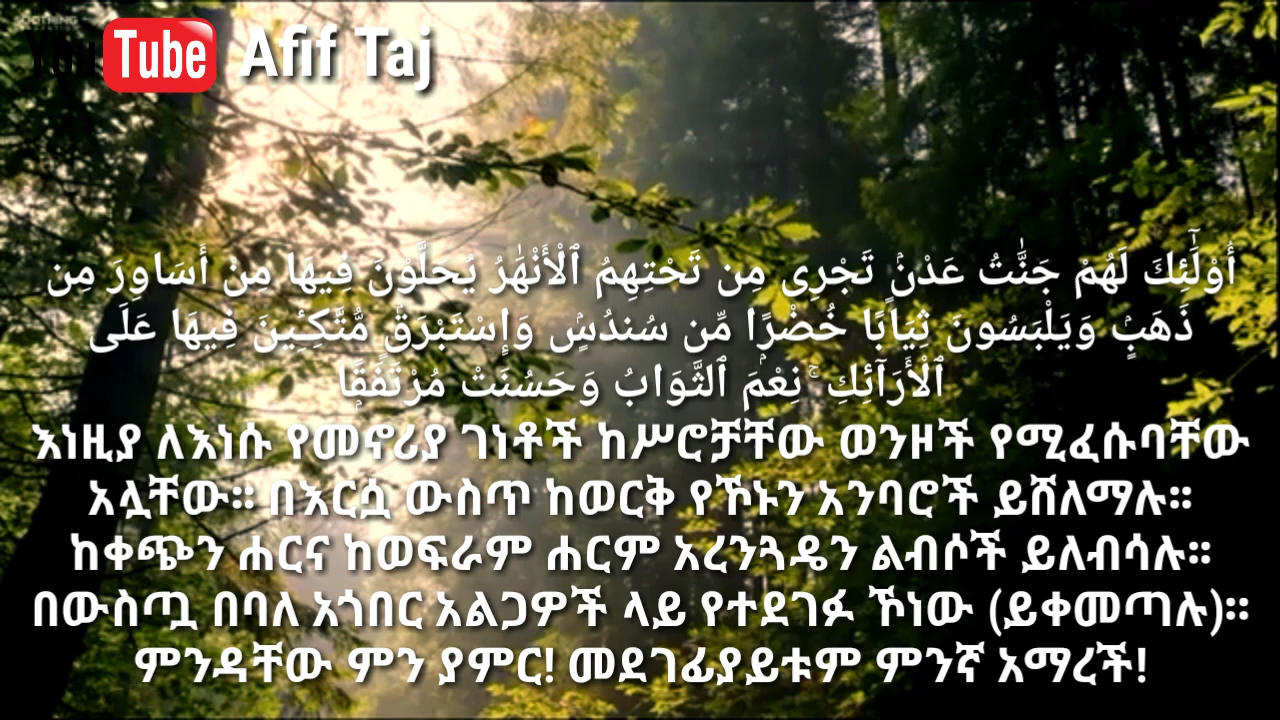 YouTube Afif Taj
أُو۟لَٰٓئِكَ لَهُمْ جَنَّٰتُ عَدْنٍۢ تَجْرِى مِن تَحْتِهِمُ ٱلْأَنْهَٰرُ يُحَلَّوْنَ فِيهَا مِنْ أَسَاوِرَ مِن
ذَهَبٍۢ وَيَلْبَسُونَ ثِيَابًا خُضْرًۭا مِّن سُندُسٍۢ وَإِسْتَبْرَقٍۢ مُّتَّكِـِٔينَ فِيهَا عَلَى
ٱلْأَرَآئِكِ ۚ نِعْمَ ٱلثَّوَابُ وَحَسُنَتْ مُرْتَفَقًۭا
እነዚያ ለእነሱ የመኖሪያ ገነቶች ከሥሮቻቸው ወንዞች የሚፈሱባቸው
አሏቸው፡፡ በእርሷ ውስጥ ከወርቅ የኾኑን አንባሮች ይሸለማሉ፡፡
ከቀጭን ሐርና ከወፍራም ሐርም አረንጓዴን ልብሶች ይለብሳሉ፡፡
በውስጧ በባለ አጎበር አልጋዎች ላይ የተደገፉ ኾነው (ይቀመጣሉ)፡፡
ምንዳቸው ምን ያምር! መደገፊያይቱም ምንኛ አማረች!